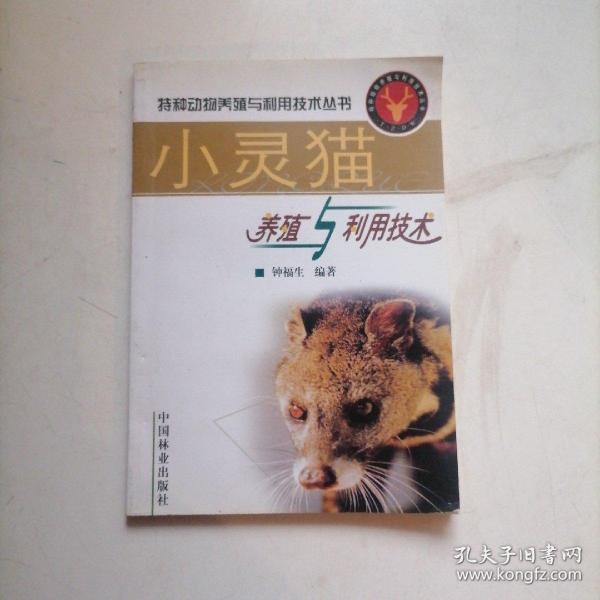 特种动物养殖与利用技术丛书
小灵猫
养殖与利用技术
钟福生 编著
中国林业出版社
孔夫子旧书网
www.kongfz.com